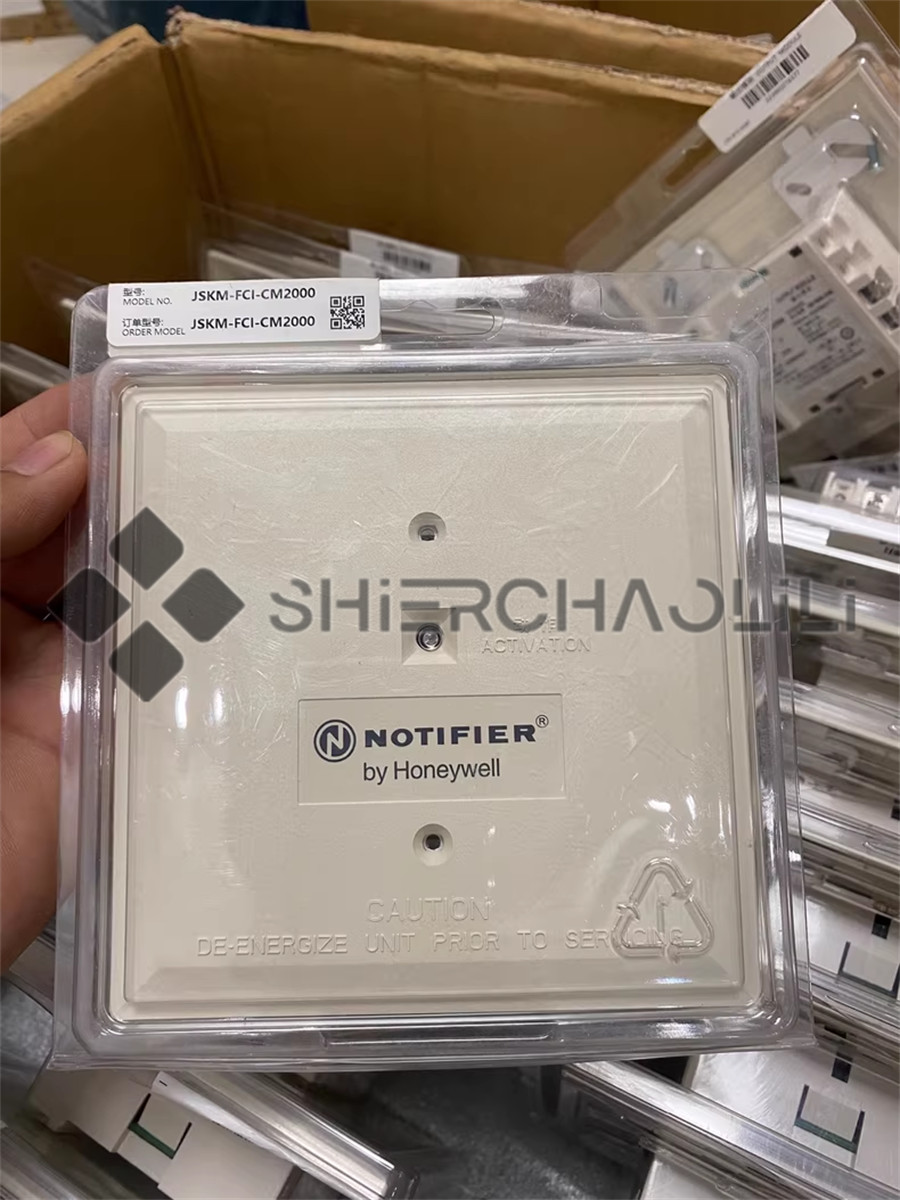 型号:
MODEL NO. JSKM-FCI-CM2000
订单型号:
ORDER MODEL JSKM-FCI-CM2000
SHiERCHAOLiLi
ACTIVATION
N NOTIFIER®
by Honeywell
CAUTION
DE-ENERGIZE UNIT PRIOR TO SERVICING